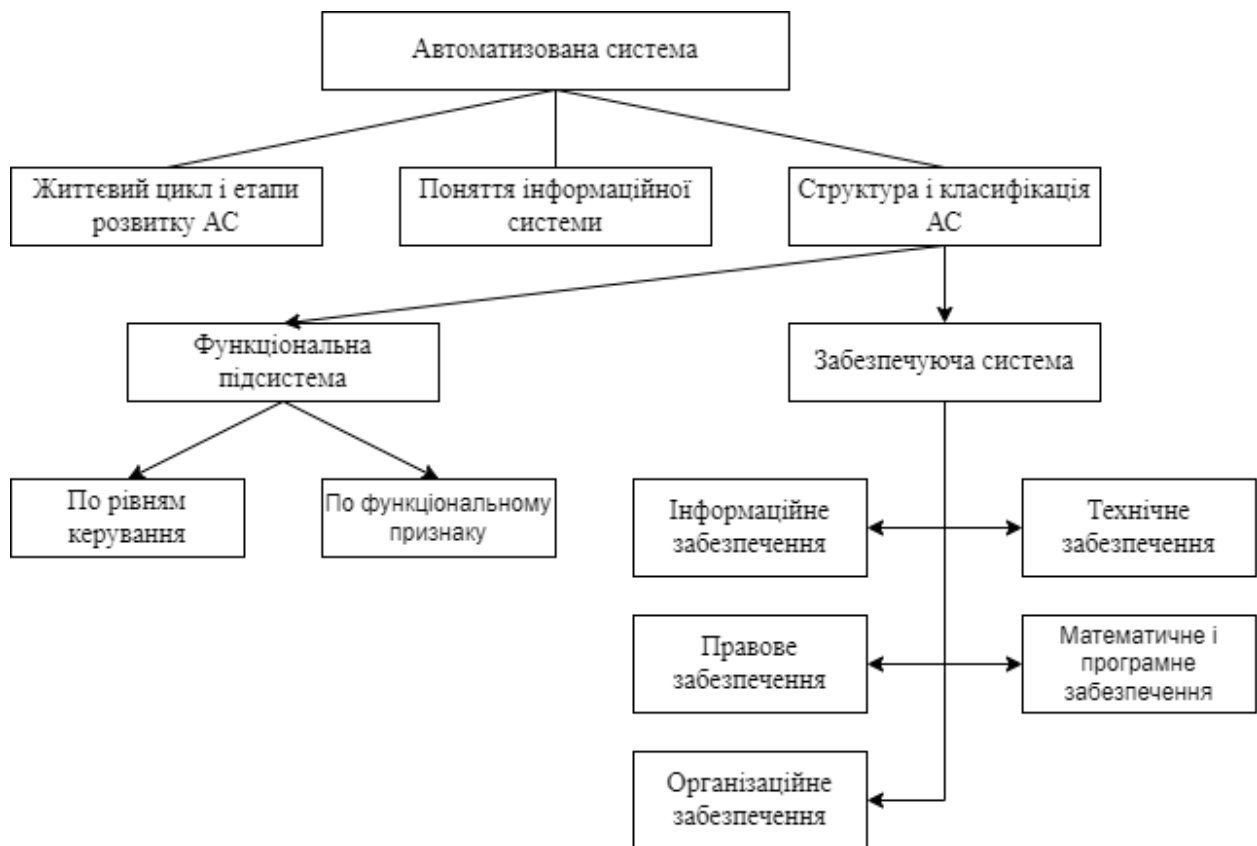 Автоматизована система
Життєвий цикл і етапи
розвитку АС
Поняття інформаційної
системи
Структура і класифікація
АС
Функціональна
підсистема
Забезпечуюча система
По рівням
керування
По функціональному
признаку
Інформаційне
забезпечення
Технічне
забезпечення
Правове
забезпечення
Математичне і
програмне
забезпечення
Організаційне
забезпечення